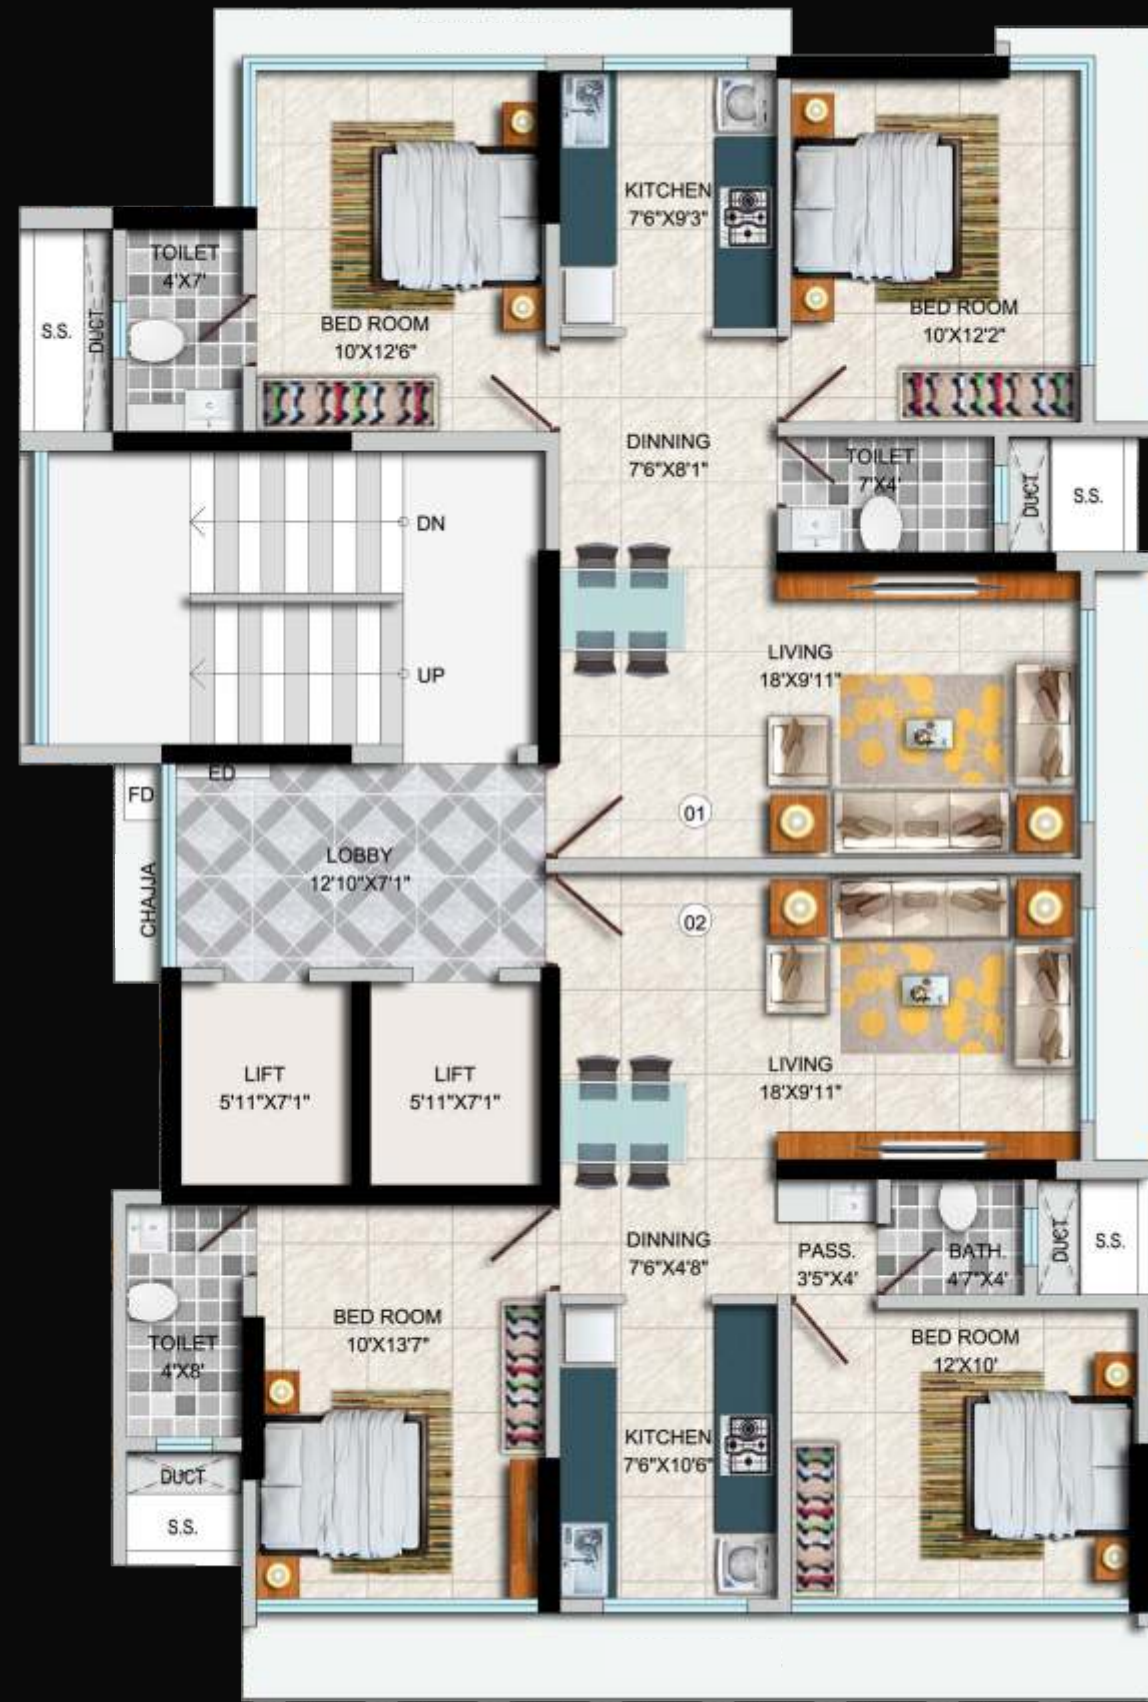 KITCHEN
7'6"X9'3"
TOILET
4'X7'
S.S.
DUCT
BED ROOM
10'X12'6"
BED ROOM
10'X12'2"
DINNING
7'6"X8'1"
TOILET
7'X4'
DUCT
S.S.
DN
UP
LIVING
18'X9'11"
ED
FD
01
LOBBY
12'10"X7'1"
CHAJJA
02
LIFT
5'11"X7'1"
LIFT
5'11"X7'1"
LIVING
18'X9'11"
DINNING
7'6"X4'8"
PASS.
3'5"X4'
BATH.
4'7"X4'
DUCT
S.S.
BED ROOM
10'X13'7"
TOILET
4'X8'
BED ROOM
12'X10'
KITCHEN
7'6"X10'6"
DUCT
S.S.